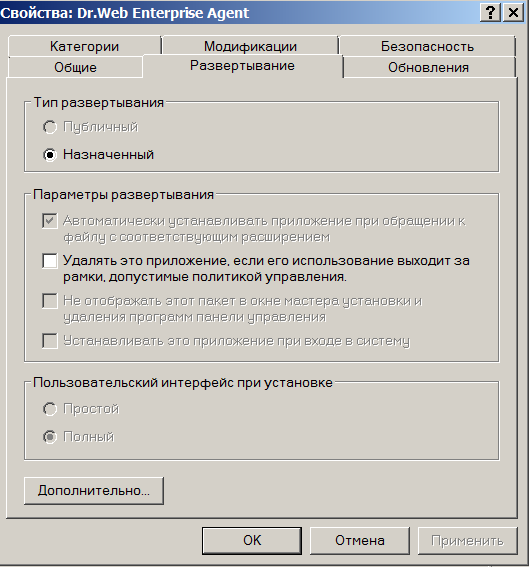 Свойства: Dr.Web Enterprise Agent
Категории
Модификации
Безопасность
Общие
Развертывание
Обновления
Тип развертывания
Публичный
Назначенный
Параметры развертывания
Автоматически устанавливать приложение при обращении к
файлу с соответствующим расширением
Удалять это приложение, если его использование выходит за
рамки, допустимые политикой управления.
Не отображать этот пакет в окне мастера установки и
удаления программ панели управления
Устанавливать это приложение при входе в систему
Пользовательский интерфейс при установке
Простой
Полный
Дополнительно...
OK
Отмена
Применить